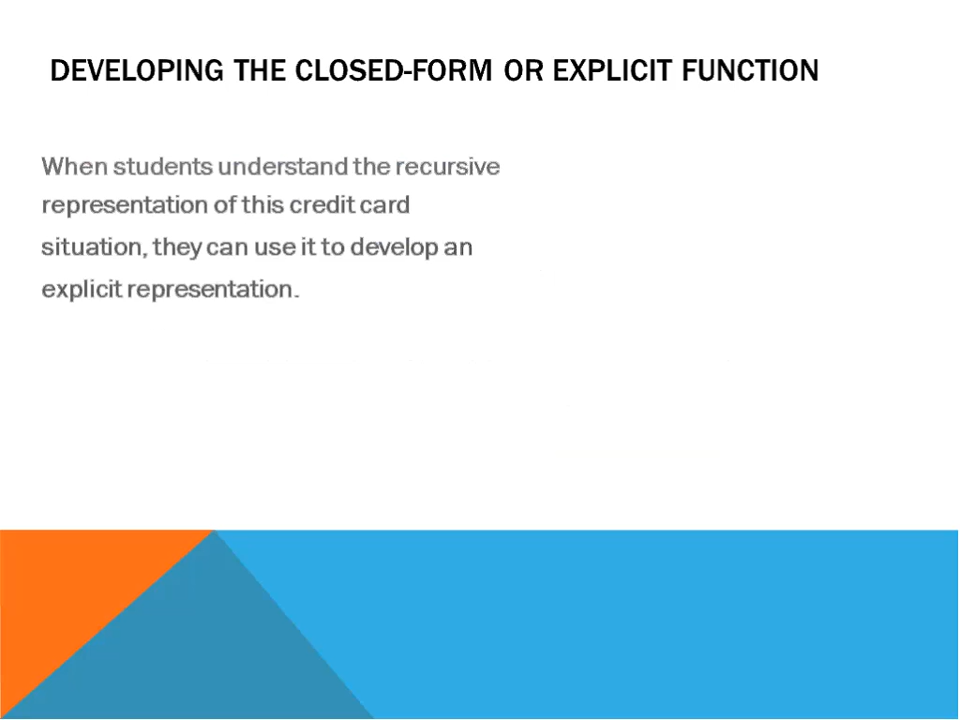 DEVELOPING THE CLOSED-FORM OR EXPLICIT FUNCTION
When students understand the recursive
representation of this credit card
situation, they can use it to develop an
explicit representation.